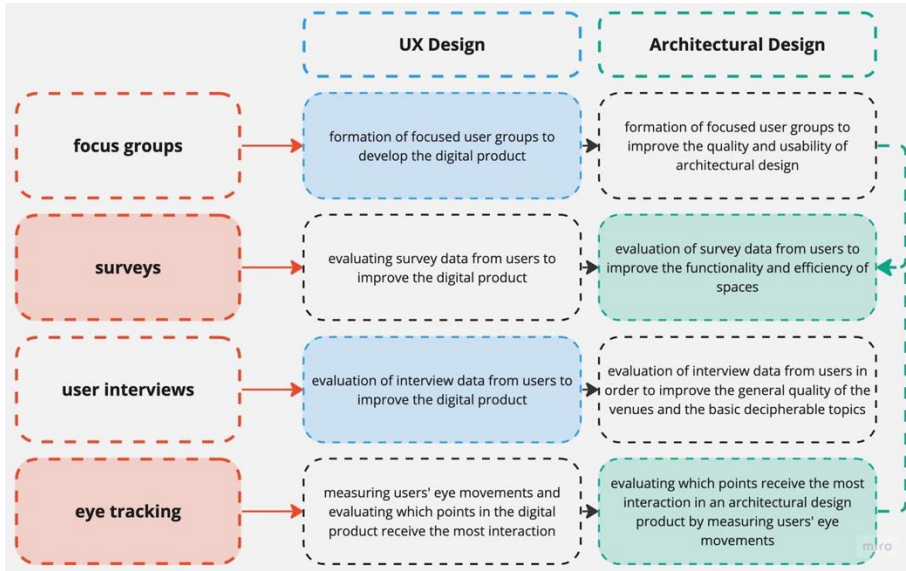 UX Design
Architectural Design
focus groups
formation of focused user groups to
develop the digital product
formation of focused user groups to
improve the quality and usability of
architectural design
surveys
evaluating survey data from users to
improve the digital product
evaluation of survey data from users to
improve the functionality and efficiency of
spaces
user interviews
evaluation of interview data from users to
improve the digital product
evaluation of interview data from users in
order to improve the general quality of the
venues and the basic decipherable topics
eye tracking
measuring users' eye movements and
evaluating which points in the digital
product receive the most interaction
evaluating which points receive the most
interaction in an architectural design
product by measuring users' eye
movements
miro